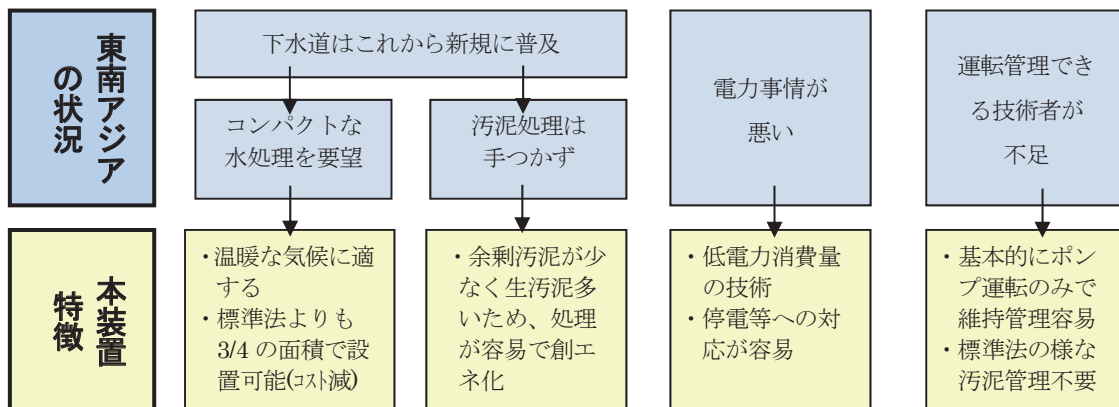 東南アジア
の状況
下水道はこれから新規に普及
コンパクトな
水処理を要望
汚泥処理は
手つかず
電力事情が
悪い
運転管理でき
る技術者が
不足
本装置
特徴
・温暖な気候に適
する
・標準法よりも
3/4 の面積で設
置可能(ｺｽﾄ減)
・余剰汚泥が少
なく生汚泥多
いため、処理
が容易で創エ
ネ化
・低電力消費量
の技術
・停電等への対
応が容易
・基本的にポン
プ運転のみで
維持管理容易
・標準法の様な
汚泥管理不要